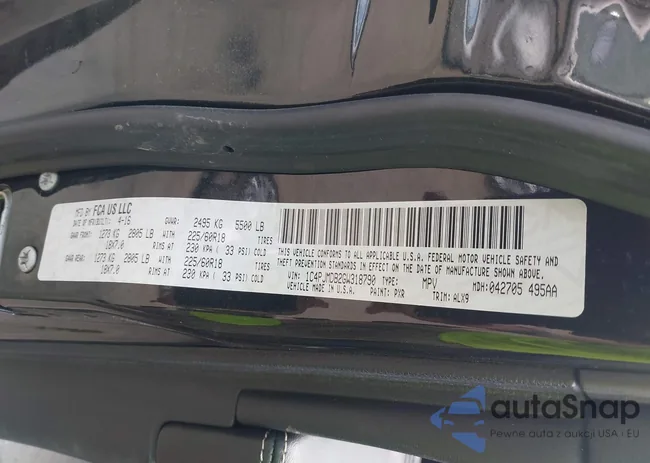 MFD BY FCA US LLC
DATE OF MFR(BUILT): 4-16
GVWR: 2495 KG 5500 LB
GAWR FRONT: 1273 KG 2805 LB WITH 225/60R18 TIRES
18X7.0 RIMS AT 230 KPA ( 33 PSI) COLD
GAWR REAR: 1273 KG 2805 LB WITH 225/60R18 TIRES
18X7.0 RIMS AT 230 KPA ( 33 PSI) COLD
THIS VEHICLE CONFORMS TO ALL APPLICABLE U.S.A. FEDERAL MOTOR VEHICLE SAFETY AND
THEFT PREVENTION STANDARDS IN EFFECT ON THE DATE OF MANUFACTURE SHOWN ABOVE.
VIN: 1C4PJMDB2GW318790 TYPE: MPV MDH: 042705 495AA
VEHICLE MADE IN U.S.A. PAINT: PXR TRIM: ALX9
autaSnap
Pewne auta z aukcji USA i EU